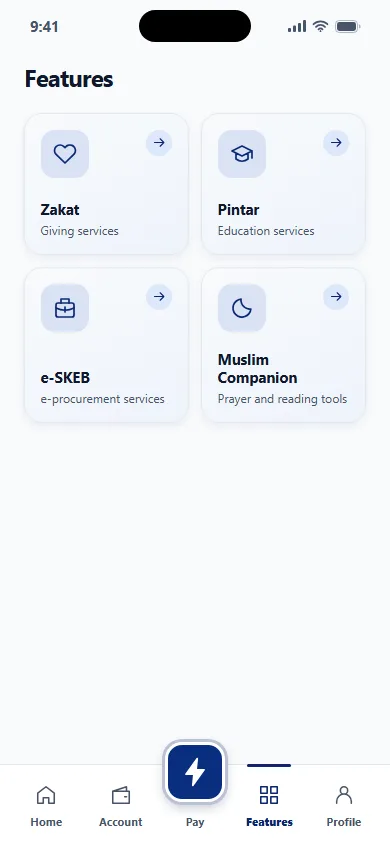 9:41
Features
Zakat
Giving services
Pintar
Education services
e-SKEB
e-procurement services
Muslim
Companion
Prayer and reading tools
Home
Account
Pay
Features
Profile